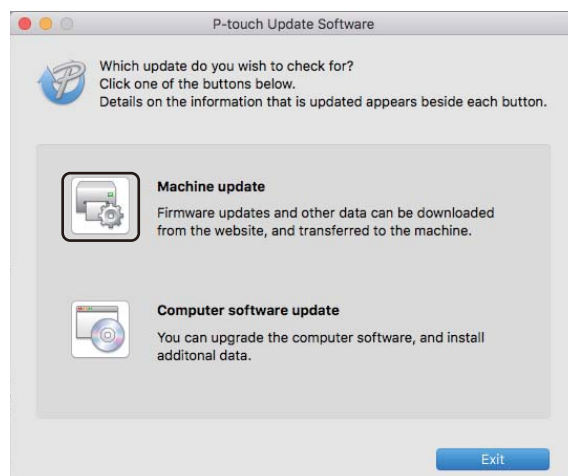 P-touch Update Software
Which update do you wish to check for?
Click one of the buttons below.
Details on the information that is updated appears beside each button.
Machine update
Firmware updates and other data can be downloaded
from the website, and transferred to the machine.
Computer software update
You can upgrade the computer software, and install
additonal data.
Exit